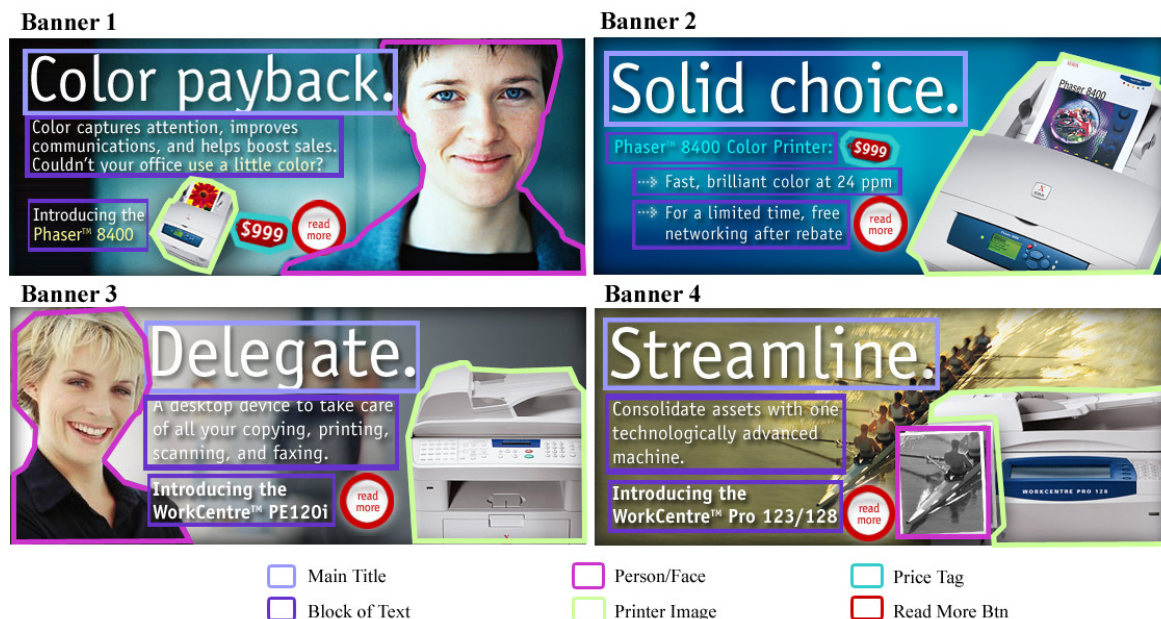 Banner 1
Color payback.
Color captures attention, improves
communications, and helps boost sales.
Couldn't your office use a little color?
Introducing the
Phaser™ 8400
$999
read
more
Banner 2
Solid choice.
Phaser™ 8400 Color Printer:
$999
Fast, brilliant color at 24 ppm
For a limited time, free
networking after rebate
read
more
Phaser 8400
Banner 3
Delegate.
A desktop device to take care
of all your copying, printing,
scanning, and faxing.
Introducing the
WorkCentre™ PE120i
read
more
Banner 4
Streamline.
Consolidate assets with one
technologically advanced
machine.
Introducing the
WorkCentre™ Pro 123/128
read
more
WORKCENTRE PRO 128
Main Title
Person/Face
Price Tag
Block of Text
Printer Image
Read More Btn